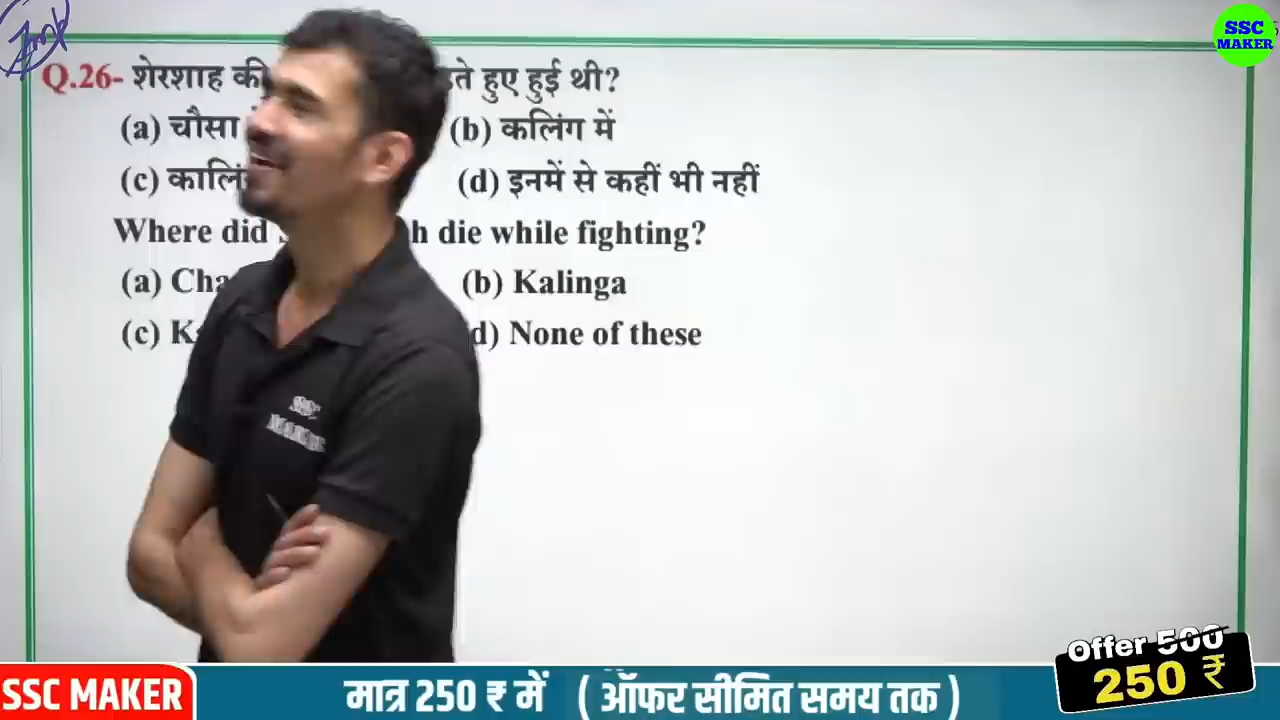 SSC
MAKER
Q.26- शेरशाह की हुए हुई थी?
(a) चौसा (b) कलिंग में
(c) (d) इनमें से कहीं भी नहीं
Where did die while fighting?
(a) (b) Kalinga
(c) d) None of these
SSC
Offer 500
250 ₹
SSC MAKER मात्र 250 ₹ में ( ऑफर सीमित समय तक )